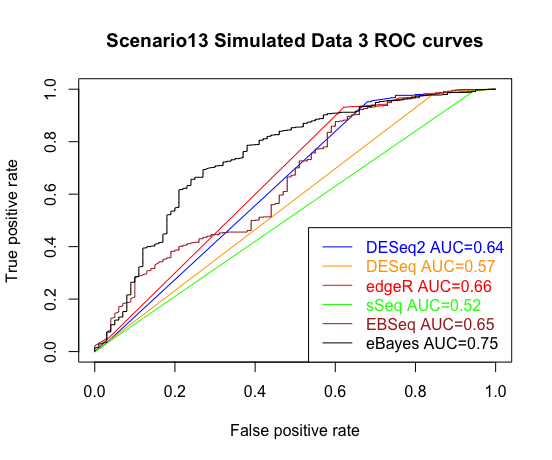 Scenario13 Simulated Data 3 ROC curves
True positive rate
1.0
0.8
0.6
0.4
0.2
0.0
DESeq2 AUC=0.64
DESeq AUC=0.57
edgeR AUC=0.66
sSeq AUC=0.52
EBSeq AUC=0.65
eBayes AUC=0.75
0.0 0.2 0.4 0.6 0.8 1.0
False positive rate